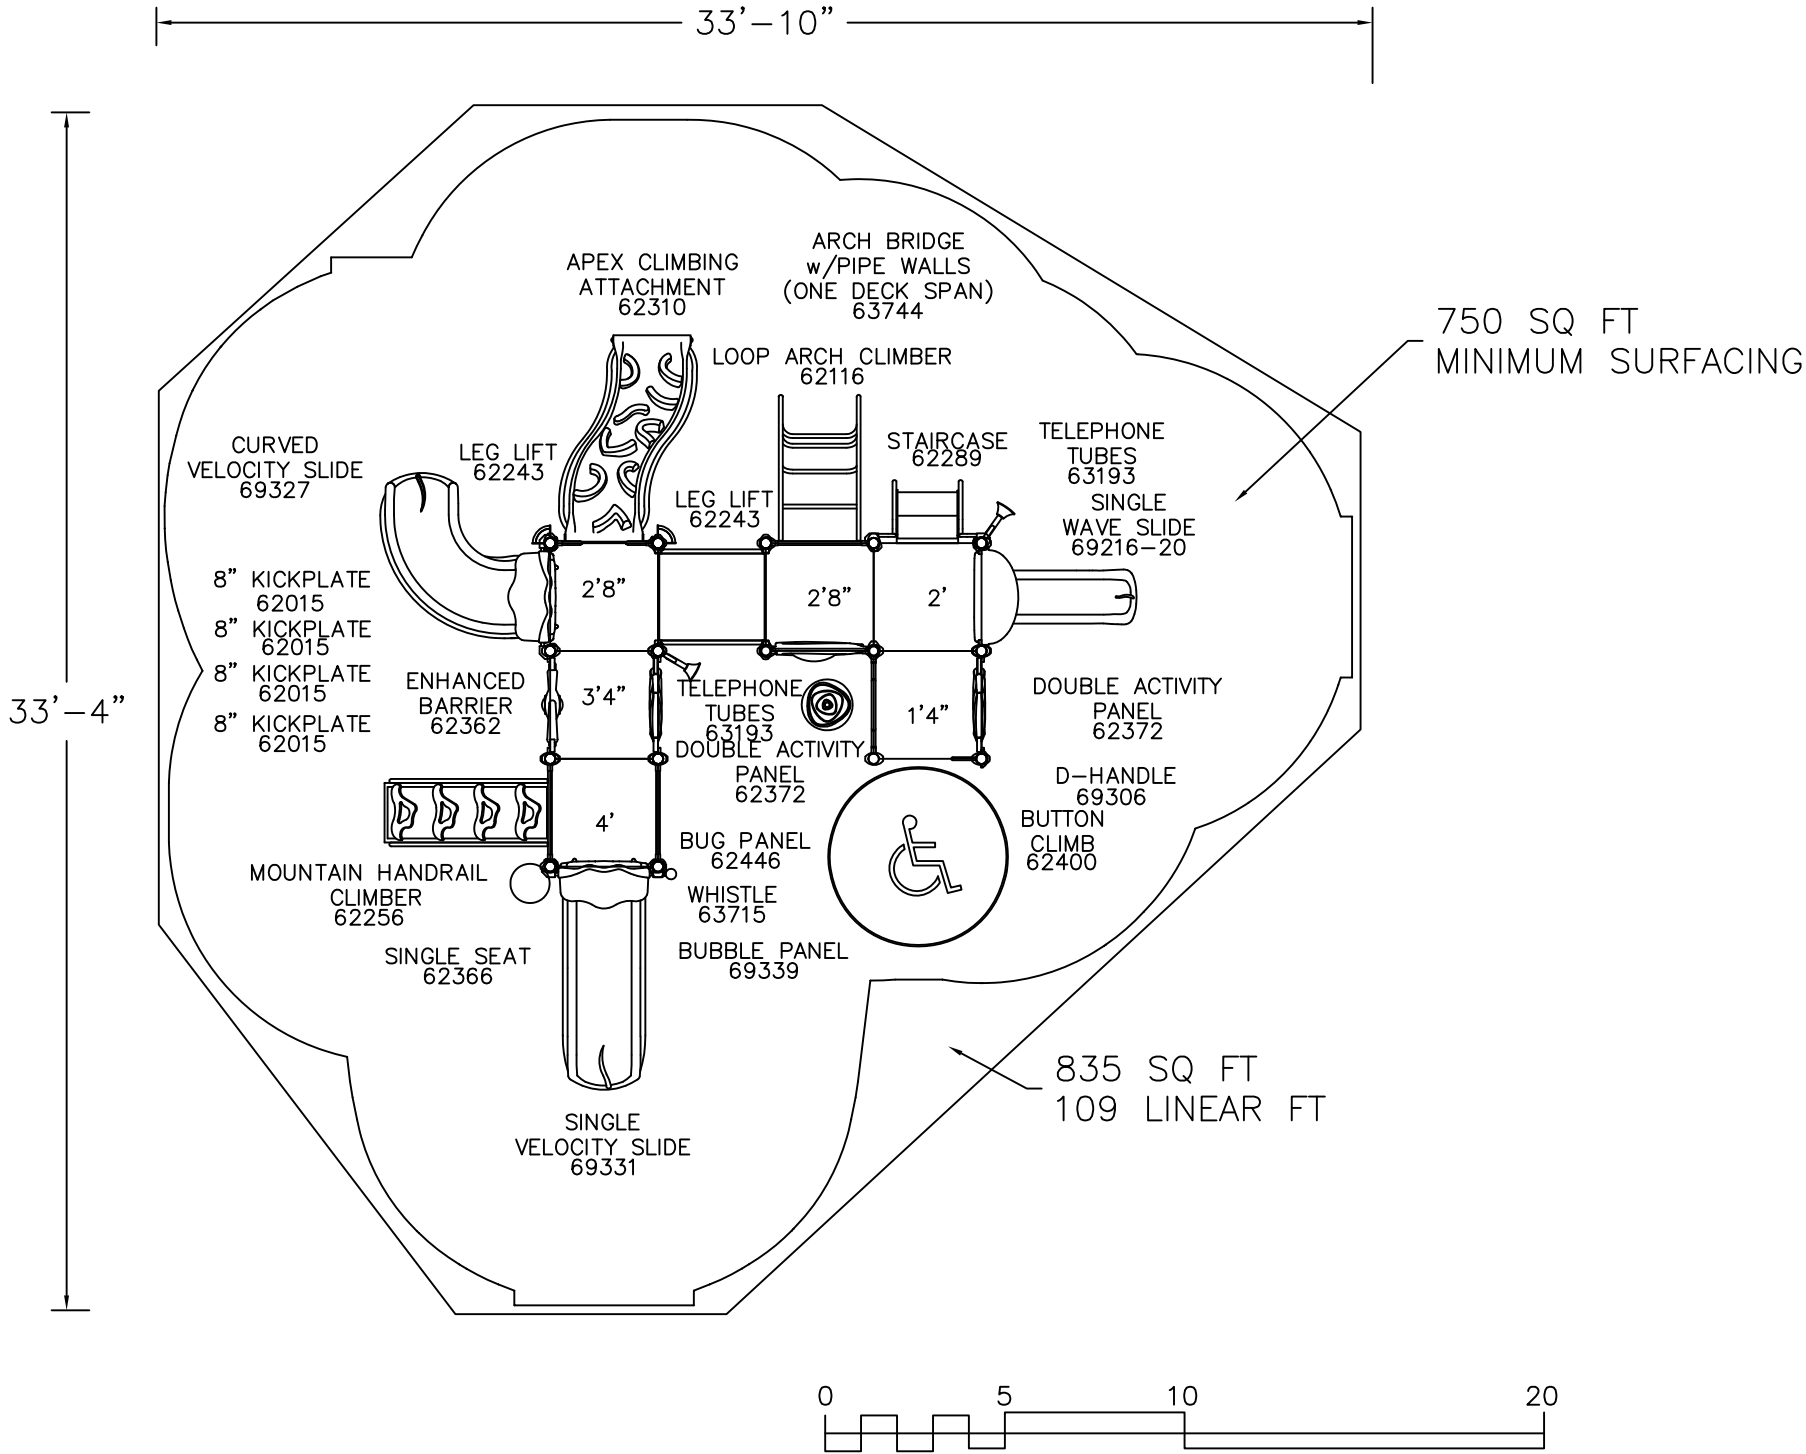 33'-10"
33'-4"
ARCH BRIDGE
w/PIPE WALLS
(ONE DECK SPAN)
63744
APEX CLIMBING
ATTACHMENT
62310
750 SQ FT
MINIMUM SURFACING
LOOP ARCH CLIMBER
62116
CURVED
VELOCITY SLIDE
69327
LEG LIFT
62243
LEG LIFT
62243
STAIRCASE
62289
TELEPHONE
TUBES
63193
SINGLE
WAVE SLIDE
69216-20
8" KICKPLATE
62015
8" KICKPLATE
62015
8" KICKPLATE
62015
8" KICKPLATE
62015
2'8"
2'8"
2'
ENHANCED
BARRIER
62362
3'4"
TELEPHONE
TUBES
63193
DOUBLE ACTIVITY
PANEL
62372
1'4"
DOUBLE ACTIVITY
PANEL
62372
D-HANDLE
69306
BUTTON
CLIMB
62400
4'
BUG PANEL
62446
WHISTLE
63715
BUBBLE PANEL
69339
MOUNTAIN HANDRAIL
CLIMBER
62256
SINGLE SEAT
62366
SINGLE
VELOCITY SLIDE
69331
835 SQ FT
109 LINEAR FT
0 5 10 20